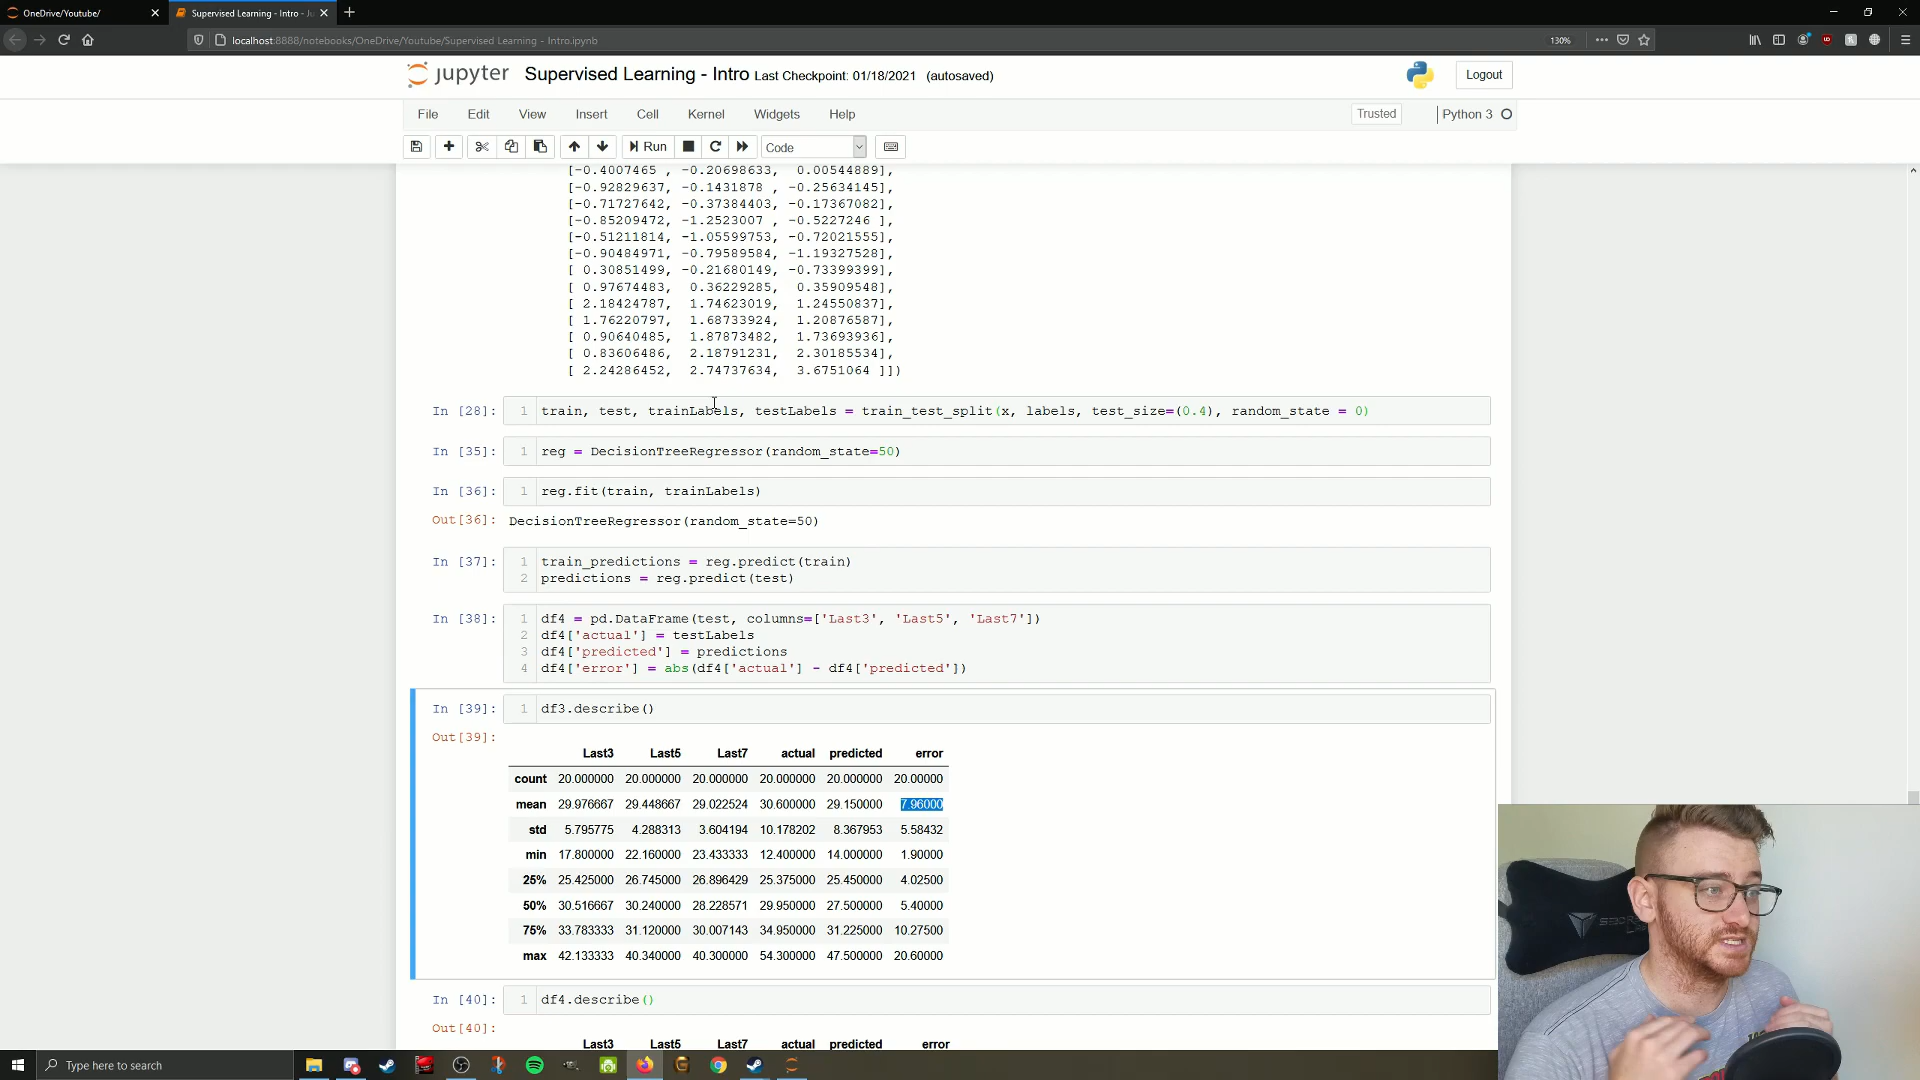 OneDrive/Youtube/
Supervised Learning - Intro - Ju
localhost:8888/notebooks/OneDrive/Youtube/Supervised Learning - Intro.ipynb
130%
jupyter Supervised Learning - Intro Last Checkpoint: 01/18/2021 (autosaved)
Logout
File Edit View Insert Cell Kernel Widgets Help
Trusted
Python 3
Run
Code
[-0.4007465 , -0.20698633, 0.00544889],
[-0.92829637, -0.1431878 , -0.25634145],
[-0.71727642, -0.37384403, -0.17367082],
[-0.85209472, -1.2523007 , -0.5227246 ],
[-0.51211814, -1.05599753, -0.72021555],
[-0.90484971, -0.79589584, -1.19327528],
[ 0.30851499, -0.21680149, -0.73399399],
[ 0.97674483, 0.36229285, 0.35909548],
[ 2.18424787, 1.74623019, 1.24550837],
[ 1.76220797, 1.68733924, 1.20876587],
[ 0.90640485, 1.87873482, 1.73693936],
[ 0.83606486, 2.18791231, 2.30185534],
[ 2.24286452, 2.74737634, 3.6751064 ]])
In [28]: 1 train, test, trainLabels, testLabels = train_test_split(x, labels, test_size=(0.4), random_state = 0)
In [35]: 1 reg = DecisionTreeRegressor(random_state=50)
In [36]: 1 reg.fit(train, trainLabels)
Out[36]: DecisionTreeRegressor(random_state=50)
In [37]: 1 train_predictions = reg.predict(train)
2 predictions = reg.predict(test)
In [38]: 1 df4 = pd.DataFrame(test, columns=['Last3', 'Last5', 'Last7'])
2 df4['actual'] = testLabels
3 df4['predicted'] = predictions
4 df4['error'] = abs(df4['actual'] - df4['predicted'])
In [39]: 1 df3.describe()
Out[39]:
Last3 Last5 Last7 actual predicted error
count 20.000000 20.000000 20.000000 20.000000 20.000000 20.00000
mean 29.976667 29.448667 29.022524 30.600000 29.150000 7.96000
std 5.795775 4.288313 3.604194 10.178202 8.367953 5.58432
min 17.800000 22.160000 23.433333 12.400000 14.000000 1.90000
25% 25.425000 26.745000 26.896429 25.375000 25.450000 4.02500
50% 30.516667 30.240000 28.228571 29.950000 27.500000 5.40000
75% 33.783333 31.120000 30.007143 34.950000 31.225000 10.27500
max 42.133333 40.340000 40.300000 54.300000 47.500000 20.60000
In [40]: 1 df4.describe()
Out[40]:
Last3 Last5 Last7 actual predicted error
Type here to search